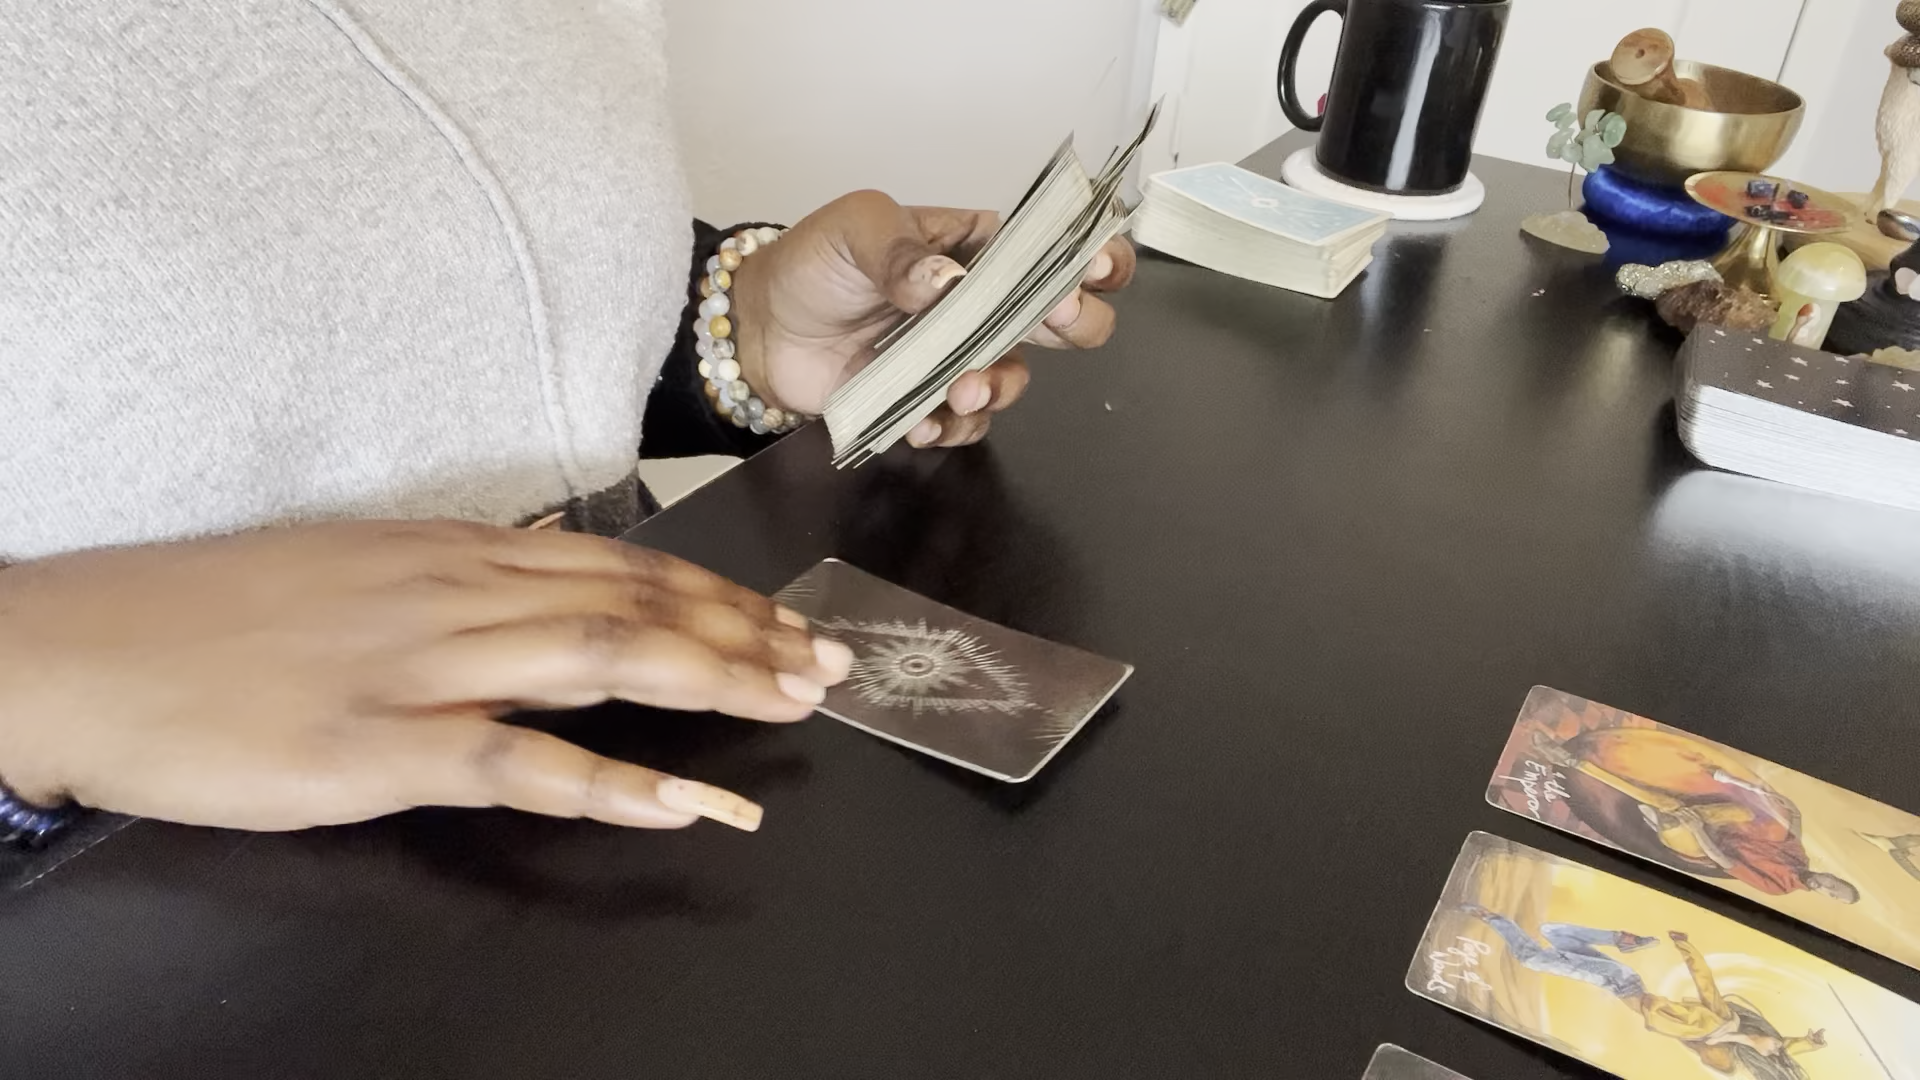 the
Emperor
Page of
Wands